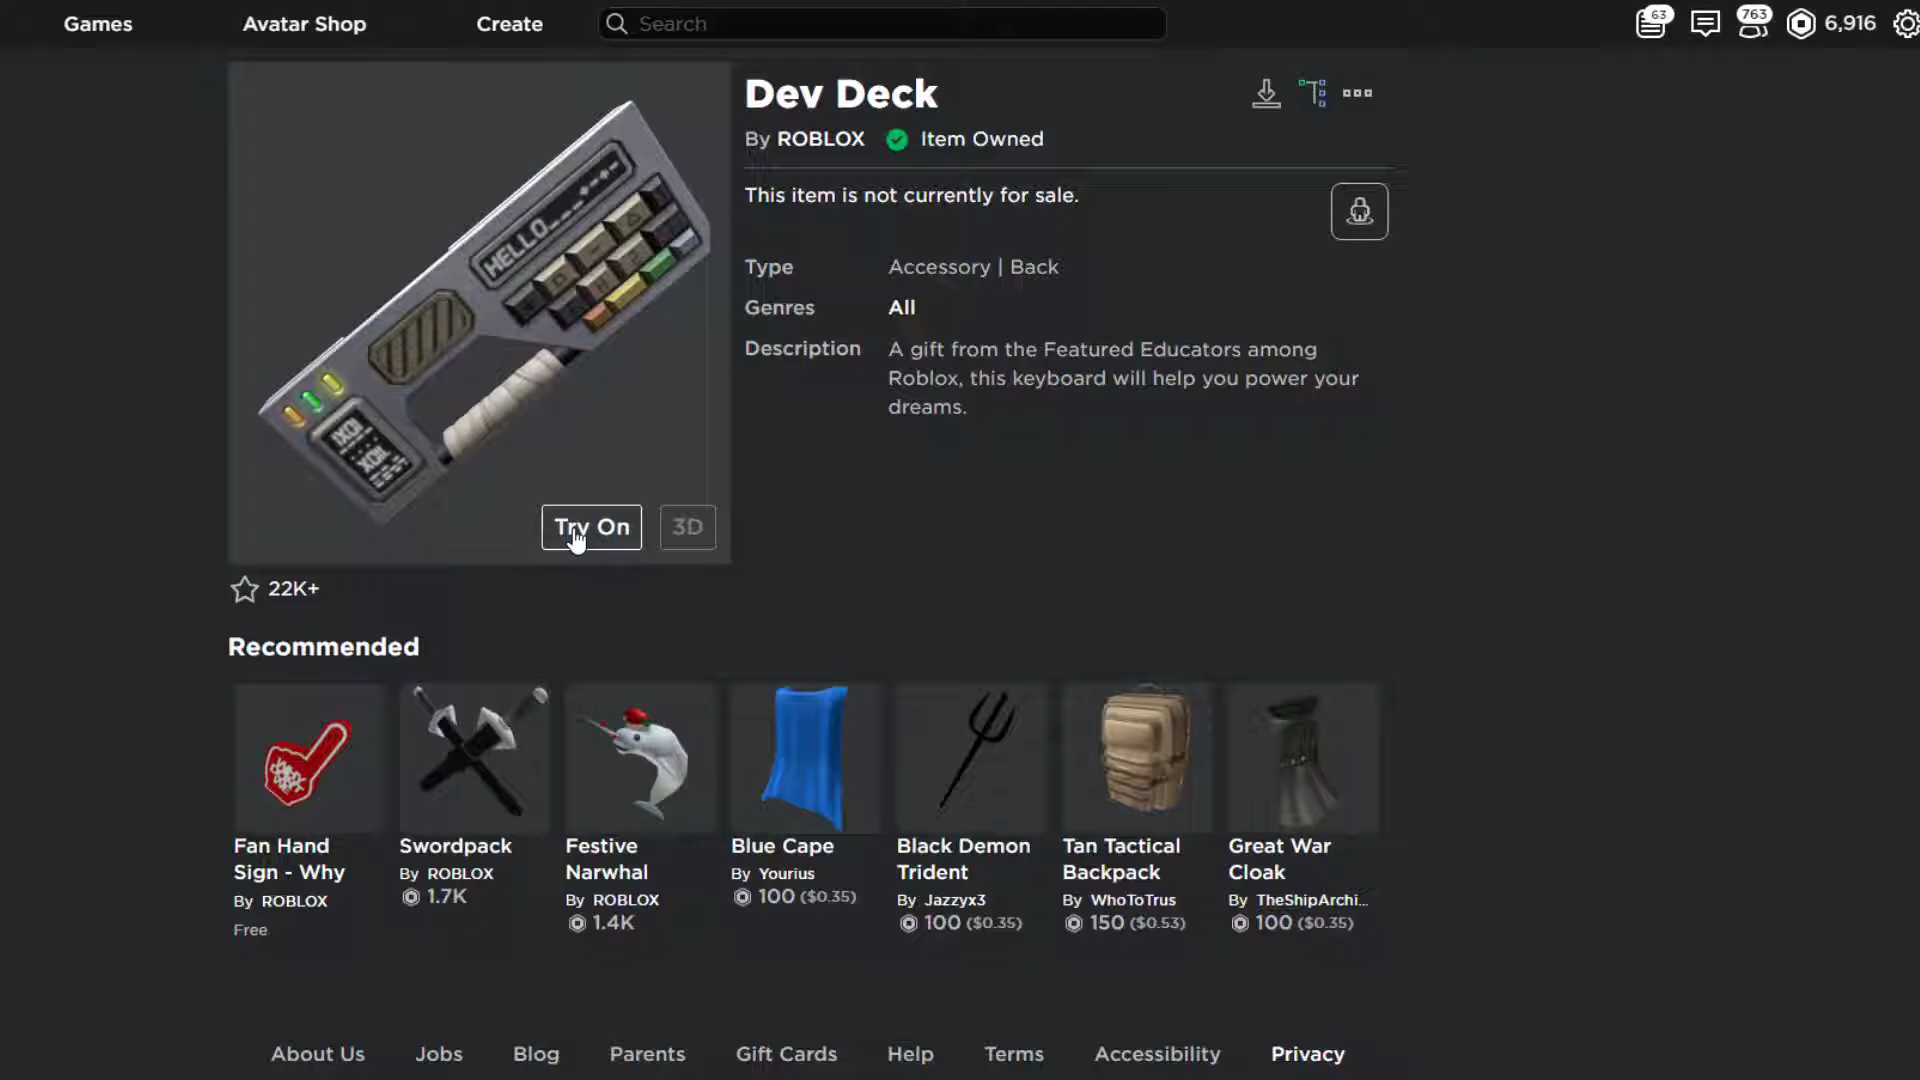 Games
Avatar Shop
Create
Search
63
763
6,916
HELLO
Dev Deck
By ROBLOX
Item Owned
This item is not currently for sale.
Type
Accessory | Back
Genres
All
Description
A gift from the Featured Educators among
Roblox, this keyboard will help you power your
dreams.
Try On
3D
22K+
Recommended
Fan Hand
Sign - Why
By ROBLOX
Free
Swordpack
By ROBLOX
1.7K
Festive
Narwhal
By ROBLOX
1.4K
Blue Cape
By Yourius
100 ($0.35)
Black Demon
Trident
By Jazzyx3
100 ($0.35)
Tan Tactical
Backpack
By WhoToTrus
150 ($0.53)
Great War
Cloak
By TheShipArchi...
100 ($0.35)
About Us
Jobs
Blog
Parents
Gift Cards
Help
Terms
Accessibility
Privacy